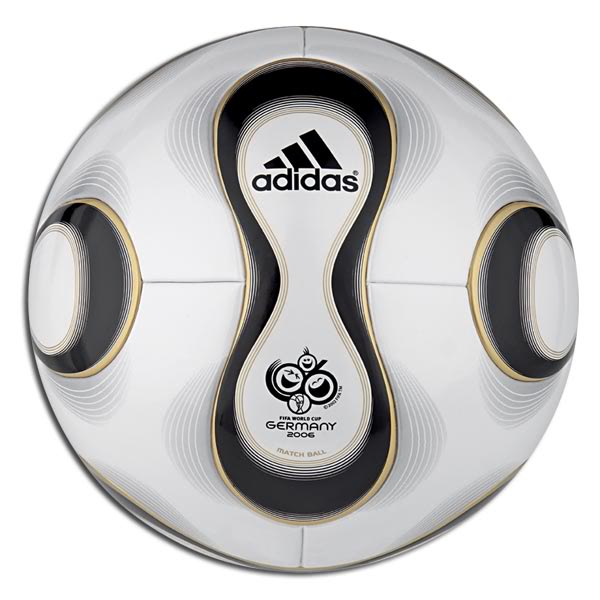 adidas®
FIFA WORLD CUP
GERMANY
2006
MATCH BALL